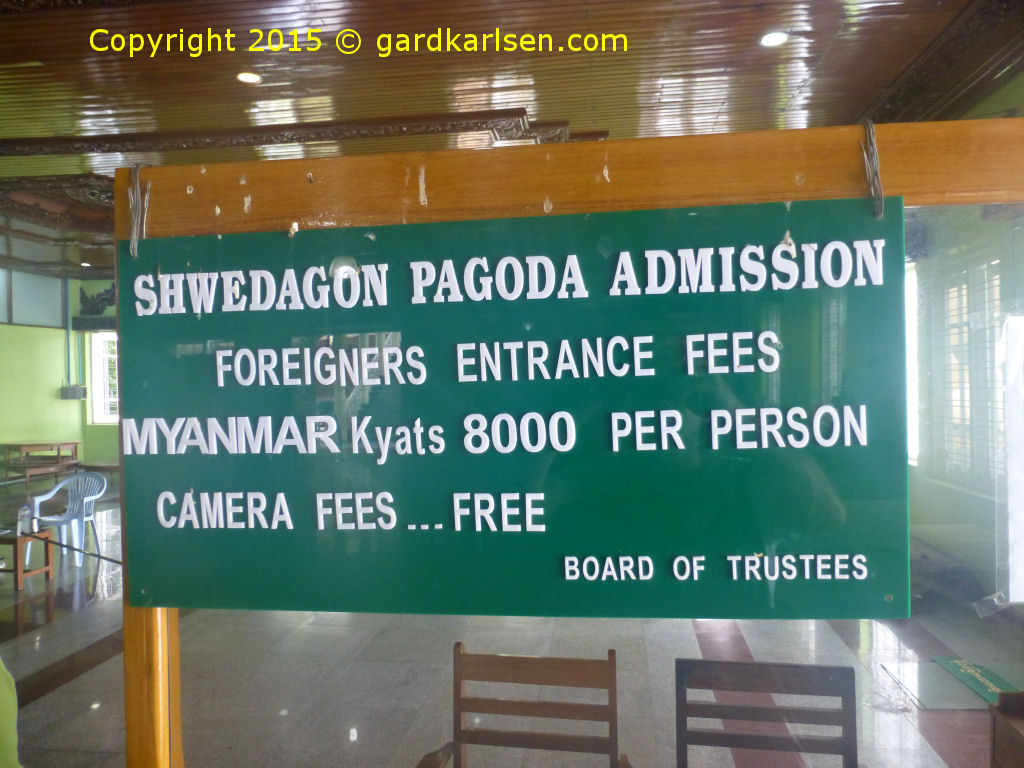 Copyright 2015 © gardkarlsen.com
SHWEDAGON PAGODA ADMISSION
FOREIGNERS ENTRANCE FEES
MYANMAR Kyats 8000 PER PERSON
CAMERA FEES ... FREE
BOARD OF TRUSTEES